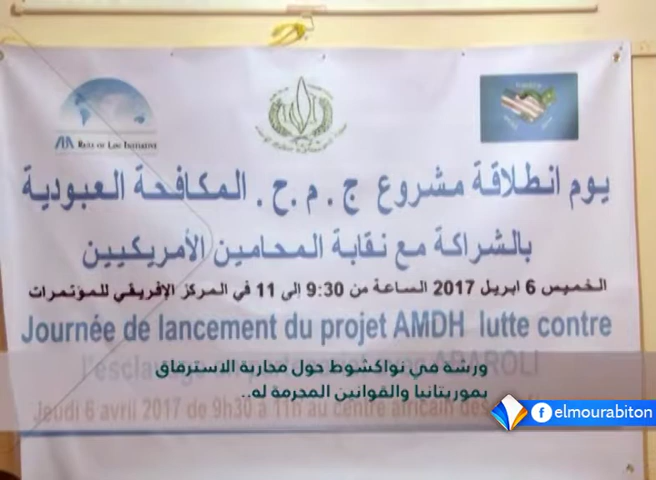 RULE OF LAW INITIATIVE
يوم انطلاقة مشروع ج . م .ح. المكافحة العبودية
بالشراكة مع نقابة المحامين الأمريكيين
الخميس 6 ابريل 2017 الساعة من 9:30 إلى 11 في المركز الإفريقي للمؤتمرات
Journée de lancement du projet AMDH lutte contre
l'esclavage ABAROLI
Jeudi 6 avril 2017 de 9h30 à 11h au centre africain des
ورشة في نواكشوط حول محاربة الاسترقاق
بموريتانيا والقوانين المجرمة له..
elmourabiton